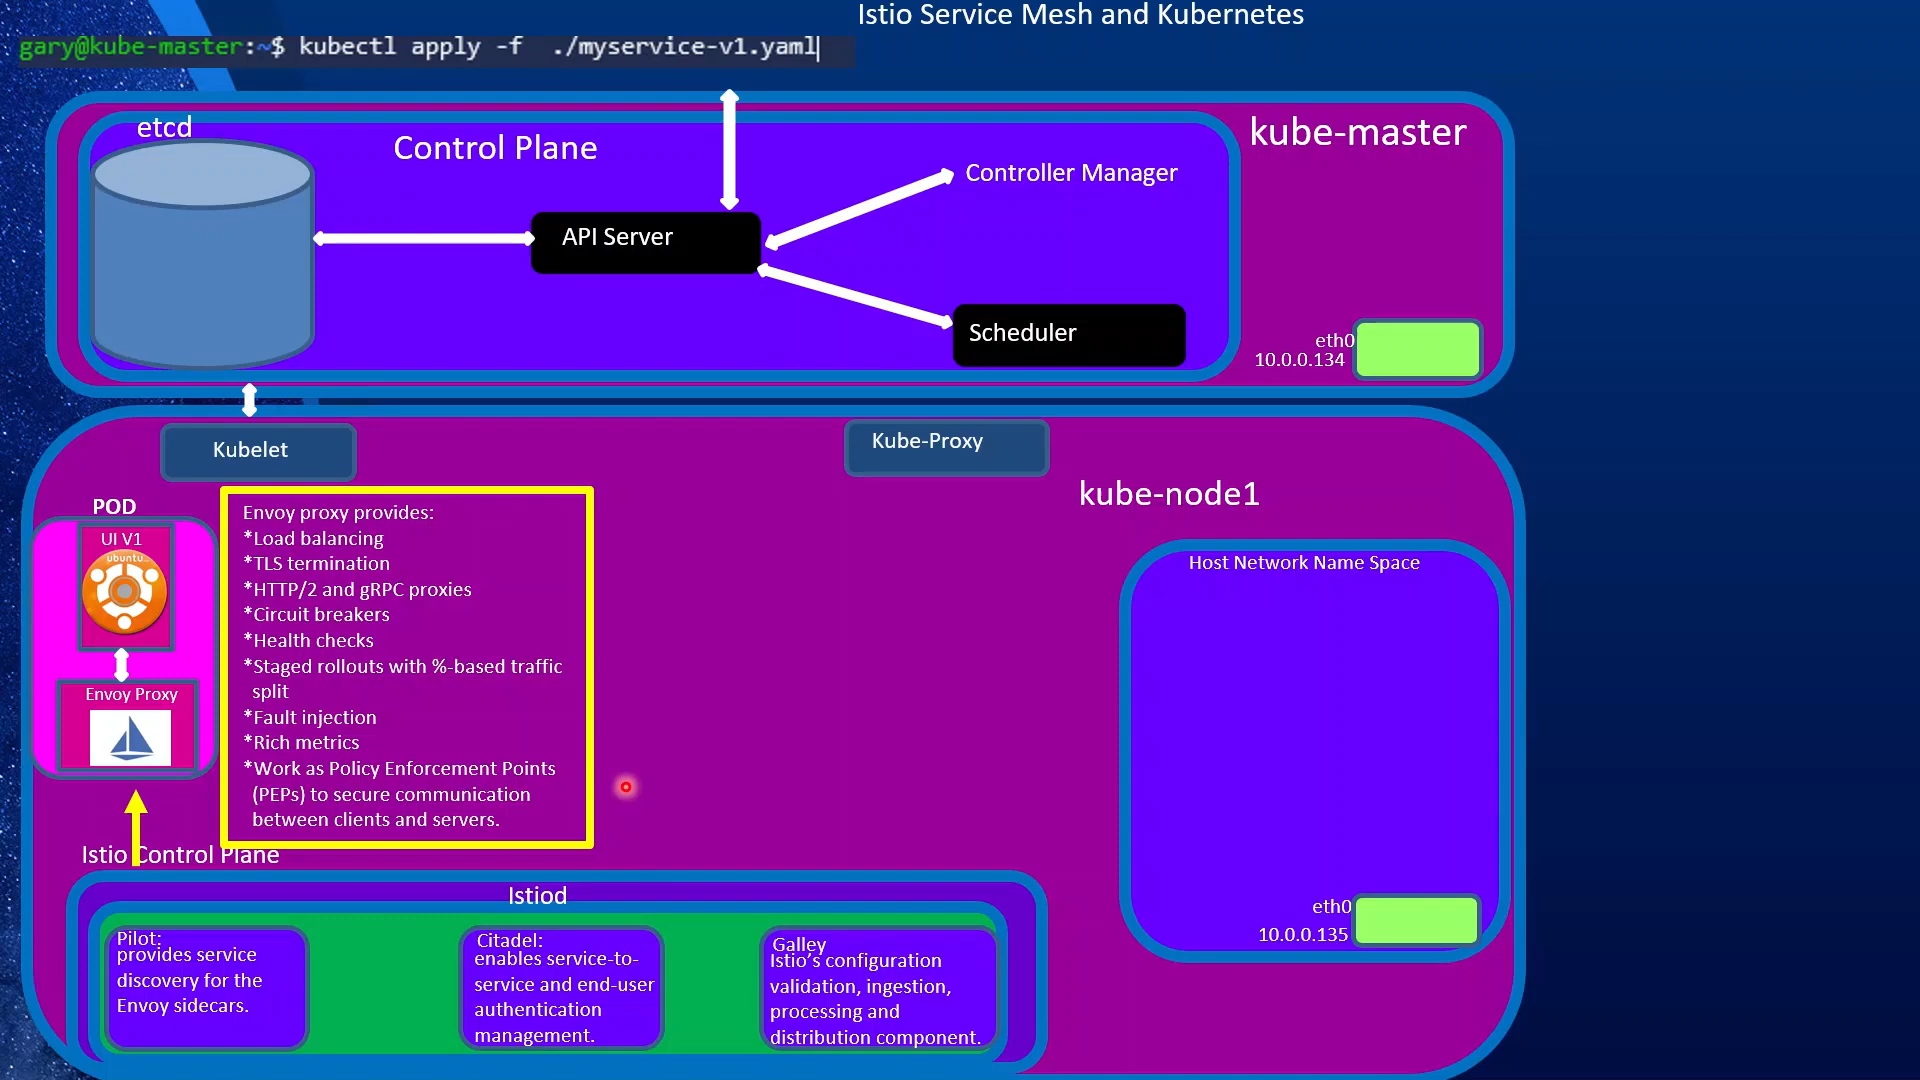 Istio Service Mesh and Kubernetes
gary@kube-master:~$ kubectl apply -f  ./myservice-v1.yaml
etcd
Control Plane
kube-master
Controller Manager
API Server
Scheduler
eth0
10.0.0.134
Kubelet
Kube-Proxy
kube-node1
POD
UI V1
ubuntu
Envoy Proxy
Envoy proxy provides:
*Load balancing
*TLS termination
*HTTP/2 and gRPC proxies
*Circuit breakers
*Health checks
*Staged rollouts with %-based traffic
split
*Fault injection
*Rich metrics
*Work as Policy Enforcement Points
(PEPs) to secure communication
between clients and servers.
Host Network Name Space
eth0
10.0.0.135
Istio Control Plane
Istiod
Pilot:
provides service
discovery for the
Envoy sidecars.
Citadel:
enables service-to-
service and end-user
authentication
management.
Galley
Istio’s configuration
validation, ingestion,
processing and
distribution component.